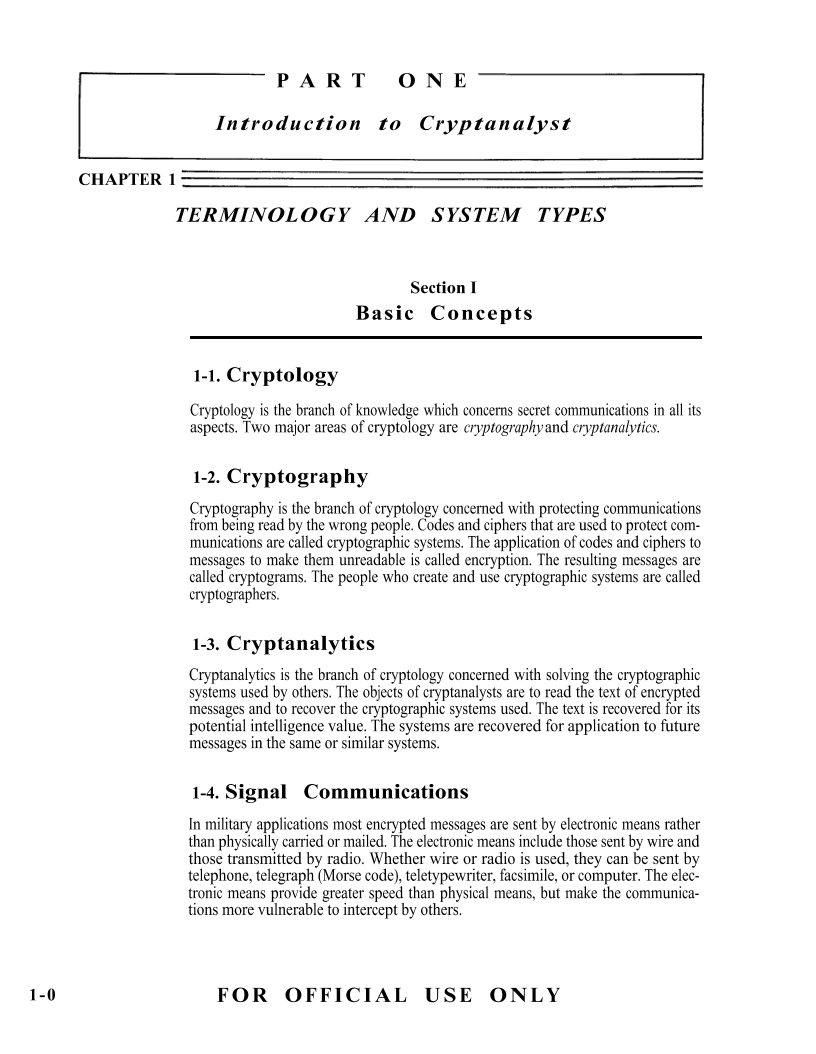 PART ONE
Introduction to Cryptanalyst
CHAPTER 1
TERMINOLOGY AND SYSTEM TYPES
Section I
Basic Concepts
1-1. Cryptology
Cryptology is the branch of knowledge which concerns secret communications in all its
aspects. Two major areas of cryptology are cryptography and cryptanalytics.
1-2. Cryptography
Cryptography is the branch of cryptology concerned with protecting communications
from being read by the wrong people. Codes and ciphers that are used to protect com-
munications are called cryptographic systems. The application of codes and ciphers to
messages to make them unreadable is called encryption. The resulting messages are
called cryptograms. The people who create and use cryptographic systems are called
cryptographers.
1-3. Cryptanalytics
Cryptanalytics is the branch of cryptology concerned with solving the cryptographic
systems used by others. The objects of cryptanalysts are to read the text of encrypted
messages and to recover the cryptographic systems used. The text is recovered for its
potential intelligence value. The systems are recovered for application to future
messages in the same or similar systems.
1-4. Signal Communications
In military applications most encrypted messages are sent by electronic means rather
than physically carried or mailed. The electronic means include those sent by wire and
those transmitted by radio. Whether wire or radio is used, they can be sent by
telephone, telegraph (Morse code), teletypewriter, facsimile, or computer. The elec-
tronic means provide greater speed than physical means, but make the communica-
tions more vulnerable to intercept by others.
1-0 FOR OFFICIAL USE ONLY